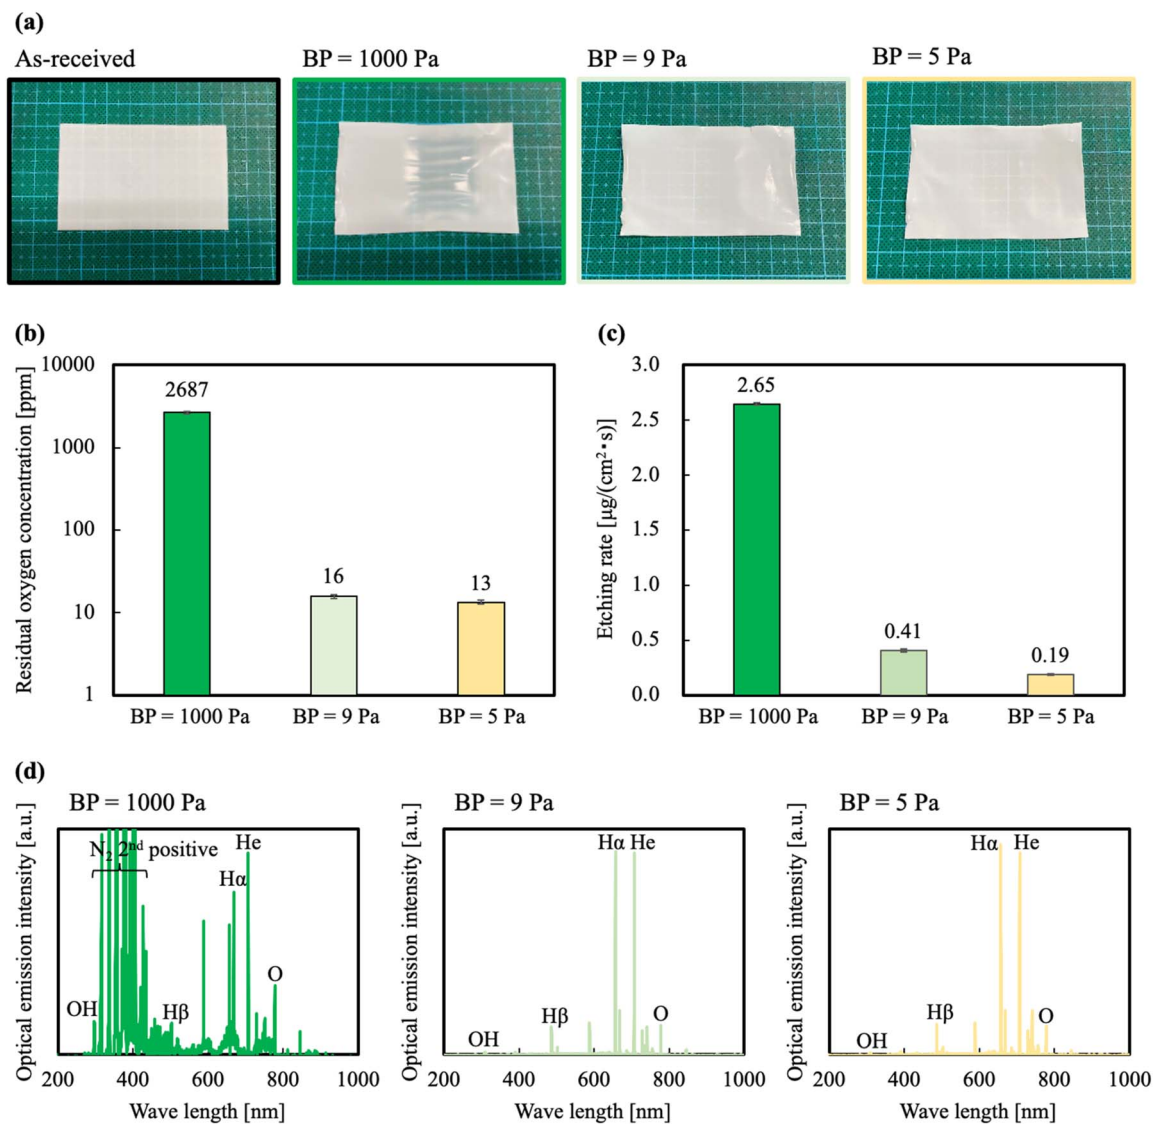 (a)
As-received
BP = 1000 Pa
BP = 9 Pa
BP = 5 Pa
(b)
Residual oxygen concentration [ppm]
10000
1000
100
10
1
2687
16
13
BP = 1000 Pa
BP = 9 Pa
BP = 5 Pa
(c)
Etching rate [μg/(cm²・s)]
3.0
2.5
2.0
1.5
1.0
0.5
0.0
2.65
0.41
0.19
BP = 1000 Pa
BP = 9 Pa
BP = 5 Pa
(d)
BP = 1000 Pa
Optical emission intensity [a.u.]
N₂ 2ⁿᵈ positive
He
Hα
OH
Hβ
O
200 400 600 800 1000
Wave length [nm]
BP = 9 Pa
Optical emission intensity [a.u.]
Hα He
OH
Hβ
O
200 400 600 800 1000
Wave length [nm]
BP = 5 Pa
Optical emission intensity [a.u.]
Hα He
OH
Hβ
O
200 400 600 800 1000
Wave length [nm]